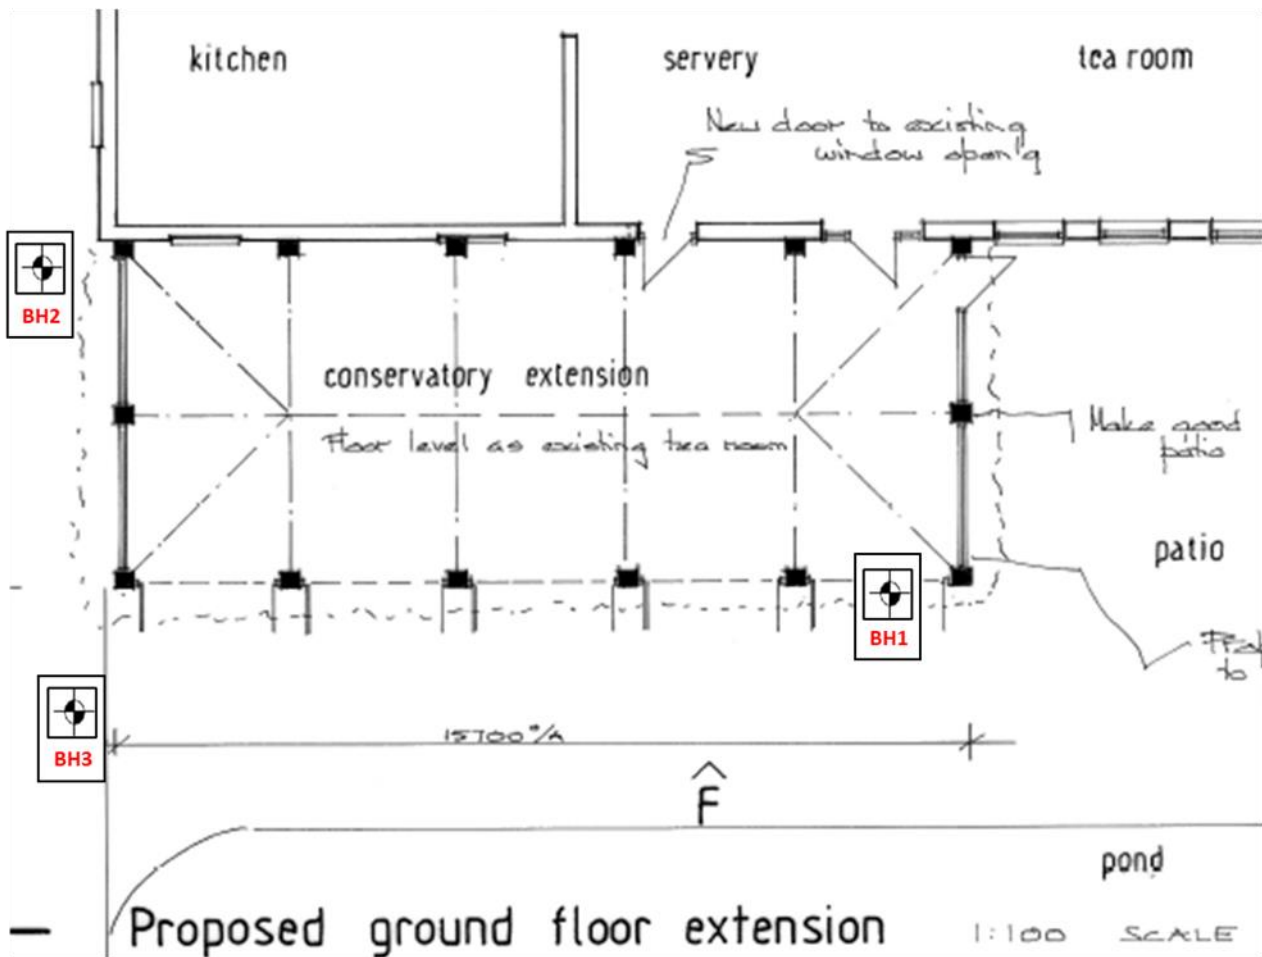 kitchen
servery
tea room
New door to existing
window open'g
BH2
conservatory extension
Floor level as existing tea room
Make good
patio
patio
BH1
to
BH3
15700 o/A
F
pond
Proposed ground floor extension
1:100 SCALE